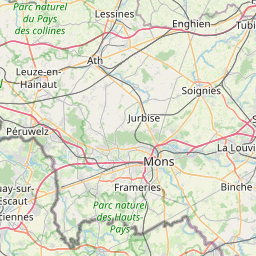 Parc naturel
du Pays
des collines
Lessines
Enghien
Tubi
Leuze-en-
Hainaut
Ath
Soignies
Jurbise
Péruwelz
La Louvi
Mons
uay-sur-
Escaut
Frameries
Binche
ciennes
Parc naturel
des Hauts-
Pays